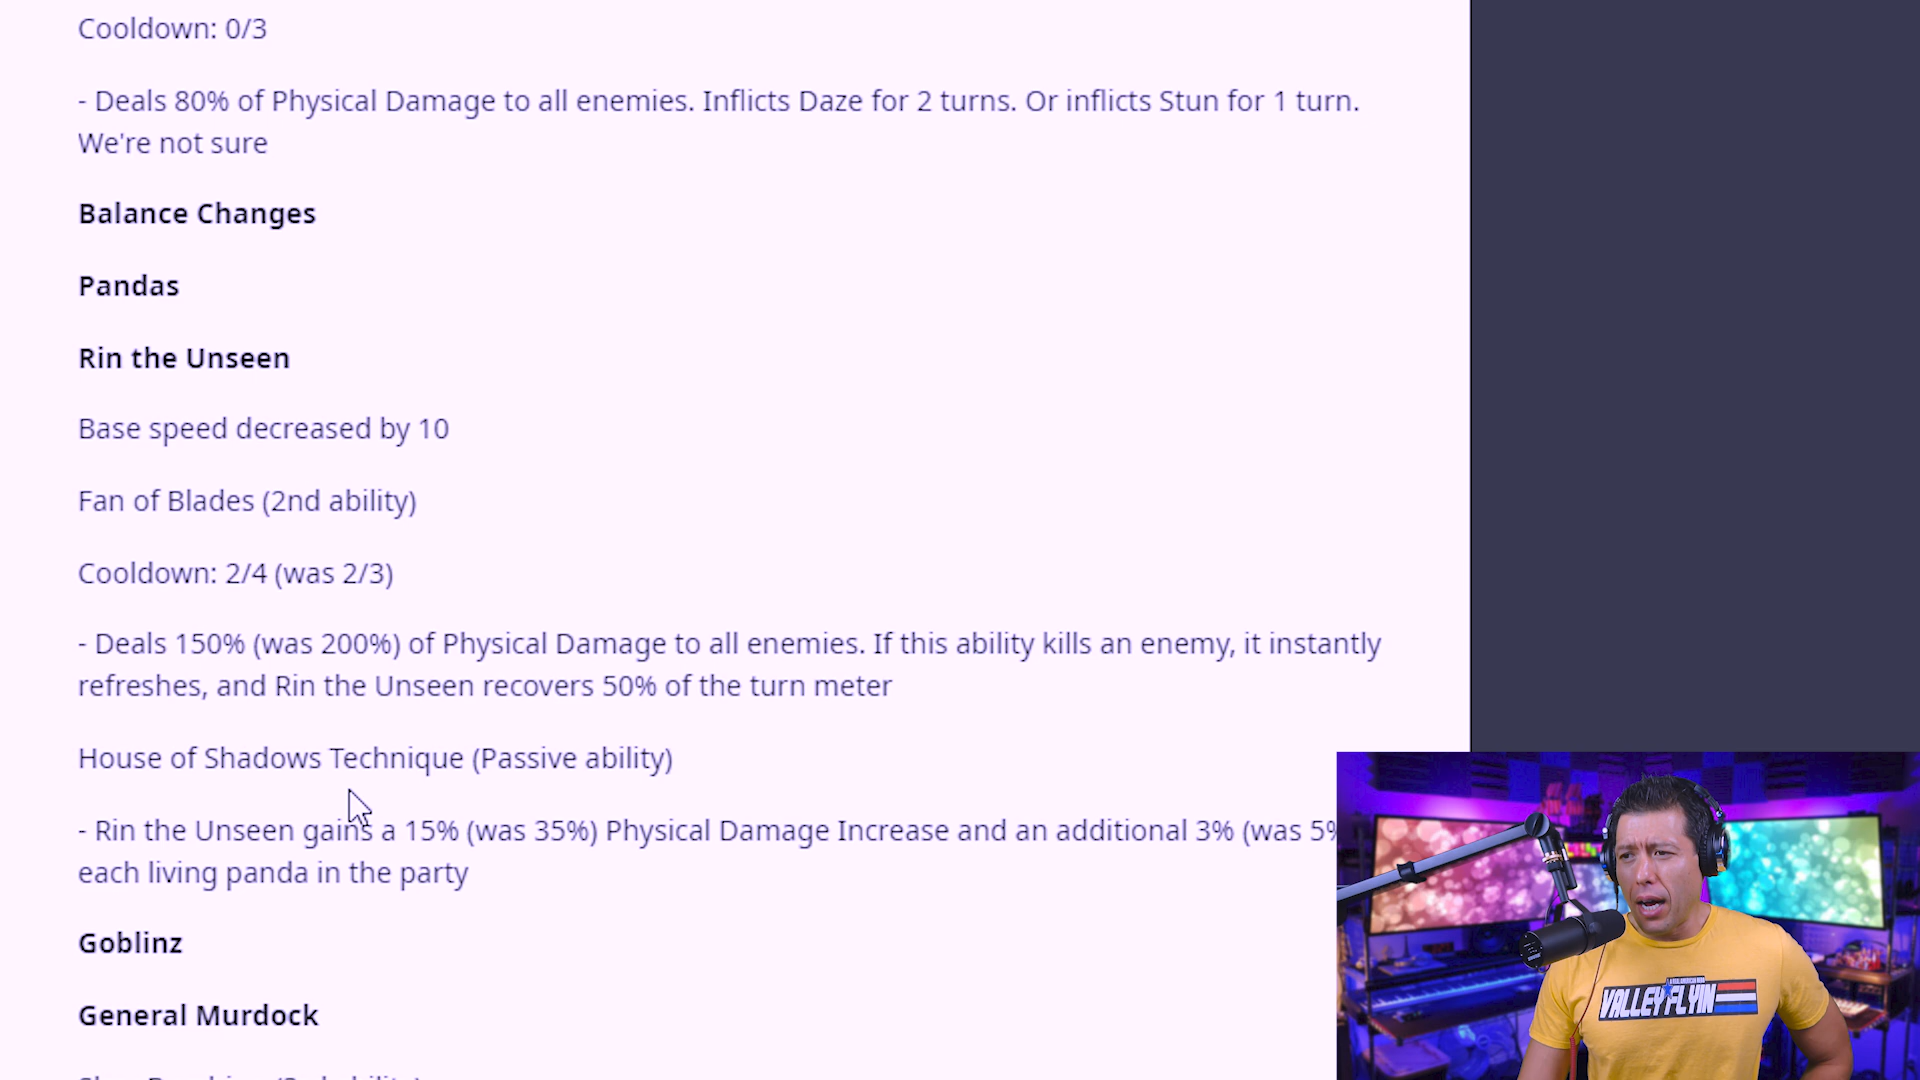 Cooldown: 0/3
- Deals 80% of Physical Damage to all enemies. Inflicts Daze for 2 turns. Or inflicts Stun for 1 turn.
We're not sure
Balance Changes
Pandas
Rin the Unseen
Base speed decreased by 10
Fan of Blades (2nd ability)
Cooldown: 2/4 (was 2/3)
- Deals 150% (was 200%) of Physical Damage to all enemies. If this ability kills an enemy, it instantly
refreshes, and Rin the Unseen recovers 50% of the turn meter
House of Shadows Technique (Passive ability)
- Rin the Unseen gains a 15% (was 35%) Physical Damage Increase and an additional 3% (was 5%
each living panda in the party
Goblinz
General Murdock
VALLEY FLYIN